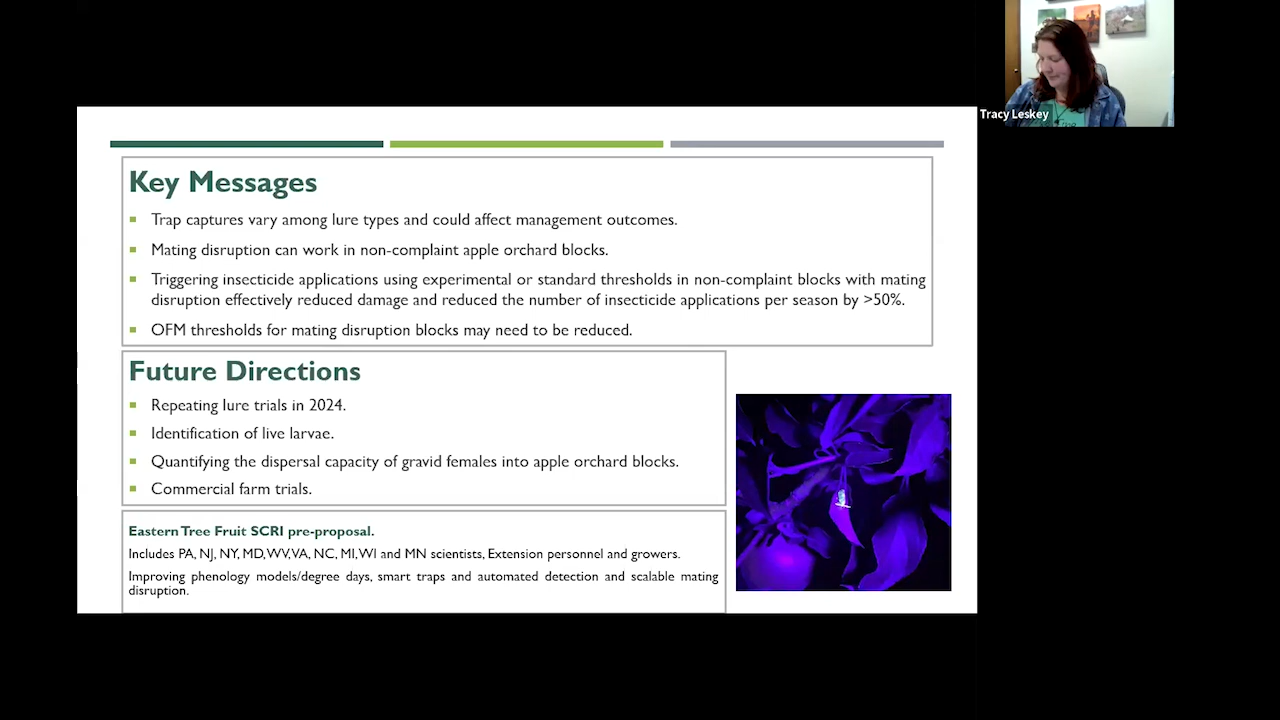 Tracy Leskey
Key Messages
Trap captures vary among lure types and could affect management outcomes.
Mating disruption can work in non-complaint apple orchard blocks.
Triggering insecticide applications using experimental or standard thresholds in non-complaint blocks with mating
disruption effectively reduced damage and reduced the number of insecticide applications per season by >50%.
OFM thresholds for mating disruption blocks may need to be reduced.
Future Directions
Repeating lure trials in 2024.
Identification of live larvae.
Quantifying the dispersal capacity of gravid females into apple orchard blocks.
Commercial farm trials.
Eastern Tree Fruit SCRI pre-proposal.
Includes PA, NJ, NY, MD, WV, VA, NC, MI, WI and MN scientists, Extension personnel and growers.
Improving phenology models/degree days, smart traps and automated detection and scalable mating
disruption.